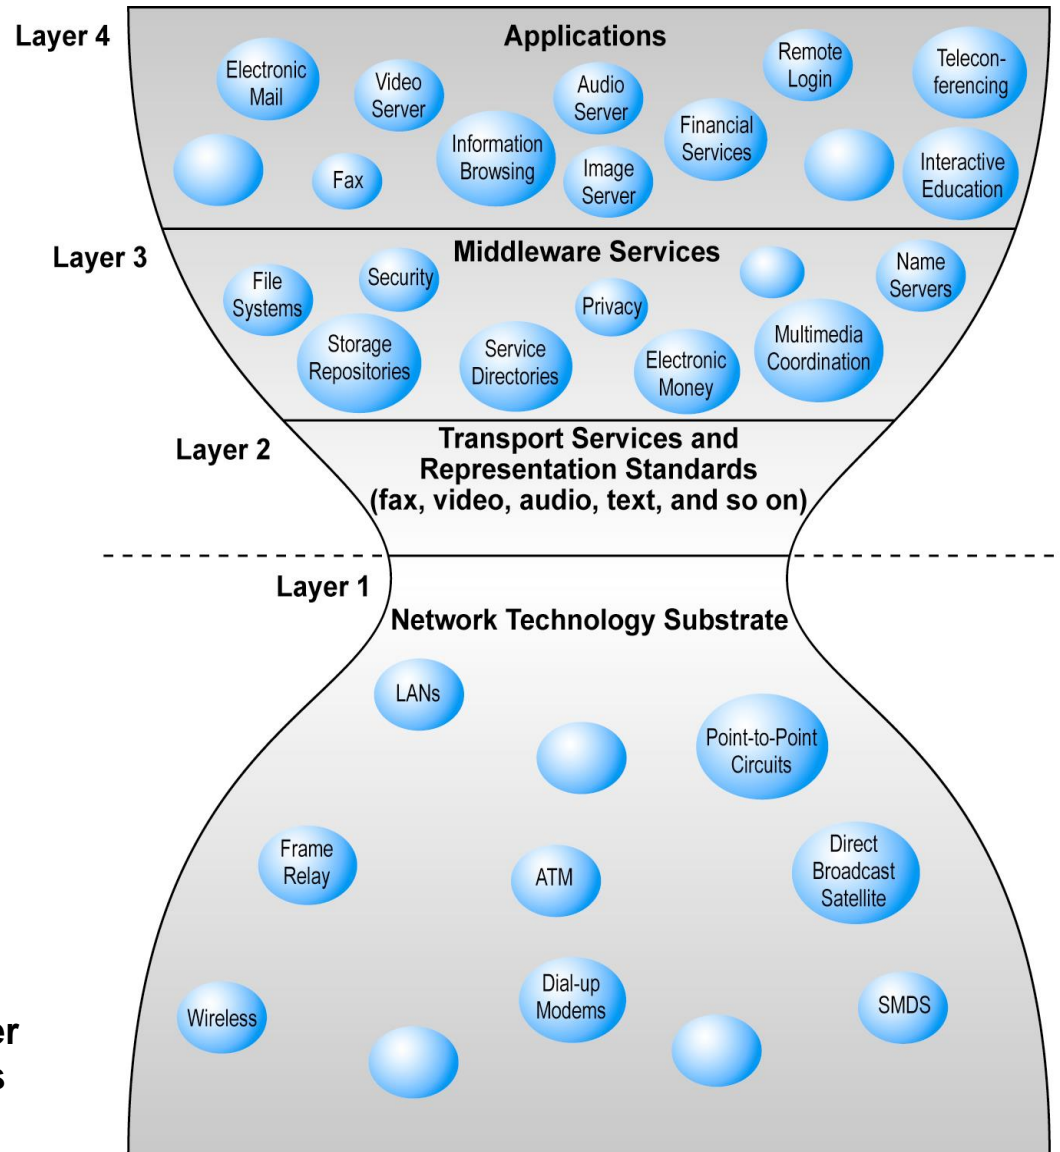 Layer 4
Applications
Electronic
Mail
Video
Server
Audio
Server
Remote
Login
Telecon-
ferencing
Information
Browsing
Financial
Services
Fax
Image
Server
Interactive
Education
Layer 3
Middleware Services
File
Systems
Security
Privacy
Name
Servers
Storage
Repositories
Service
Directories
Electronic
Money
Multimedia
Coordination
Layer 2
Transport Services and
Representation Standards
(fax, video, audio, text, and so on)
Layer 1
Network Technology Substrate
LANs
Point-to-Point
Circuits
Frame
Relay
ATM
Direct
Broadcast
Satellite
Wireless
Dial-up
Modems
SMDS